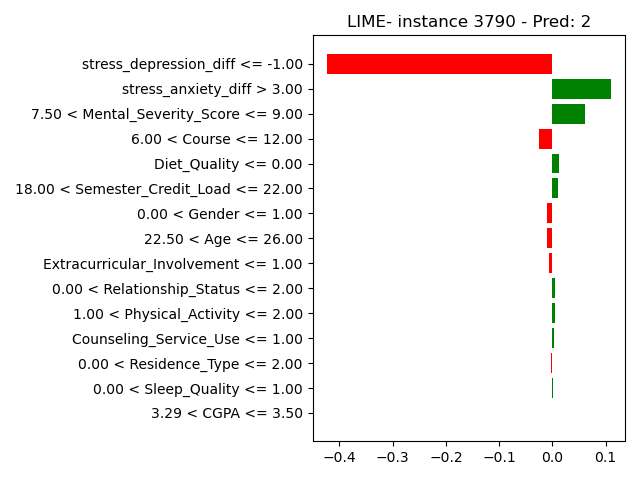 LIME- instance 3790 - Pred: 2
stress_depression_diff <= -1.00
stress_anxiety_diff > 3.00
7.50 < Mental_Severity_Score <= 9.00
6.00 < Course <= 12.00
Diet_Quality <= 0.00
18.00 < Semester_Credit_Load <= 22.00
0.00 < Gender <= 1.00
22.50 < Age <= 26.00
Extracurricular_Involvement <= 1.00
0.00 < Relationship_Status <= 2.00
1.00 < Physical_Activity <= 2.00
Counseling_Service_Use <= 1.00
0.00 < Residence_Type <= 2.00
0.00 < Sleep_Quality <= 1.00
3.29 < CGPA <= 3.50
−0.4 −0.3 −0.2 −0.1 0.0 0.1